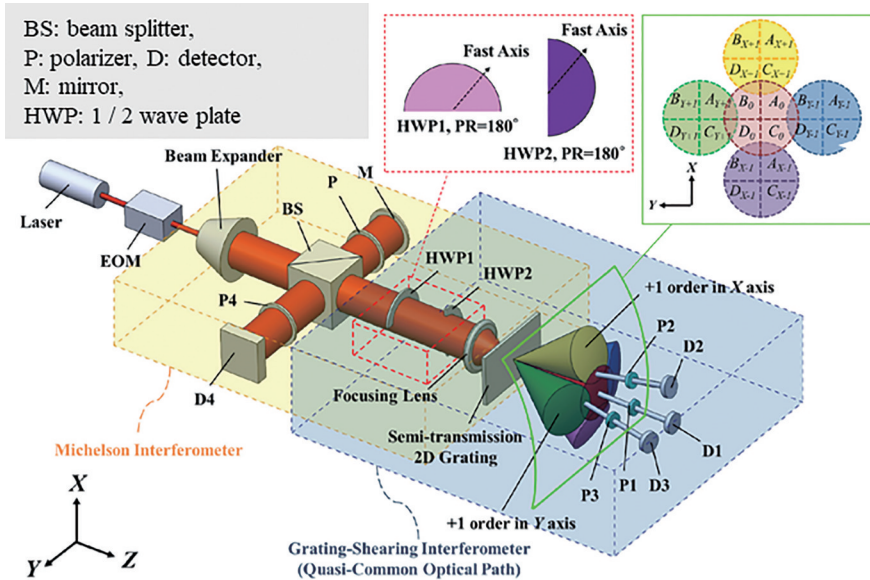 BS: beam splitter,
P: polarizer, D: detector,
M: mirror,
HWP: 1 / 2 wave plate
Fast Axis
HWP1, PR=180°
Fast Axis
HWP2, PR=180°
B_{X+1} A_{X+1}
D_{X+1} C_{X+1}
B_{Y+1} A_{Y+1} B_0 A_0 B_{Y-1} A_{Y-1}
D_{Y+1} C_{Y+1} D_0 C_0 D_{Y-1} C_{Y-1}
B_{X-1} A_{X-1}
D_{X-1} C_{X-1}
X
Y
Laser
EOM
Beam Expander
BS
P
M
HWP1
HWP2
P4
D4
Focusing Lens
Semi-transmission
2D Grating
+1 order in X axis
P2
D2
D1
P1
D3
P3
+1 order in Y axis
Michelson Interferometer
Grating-Shearing Interferometer
(Quasi-Common Optical Path)
X
Y
Z